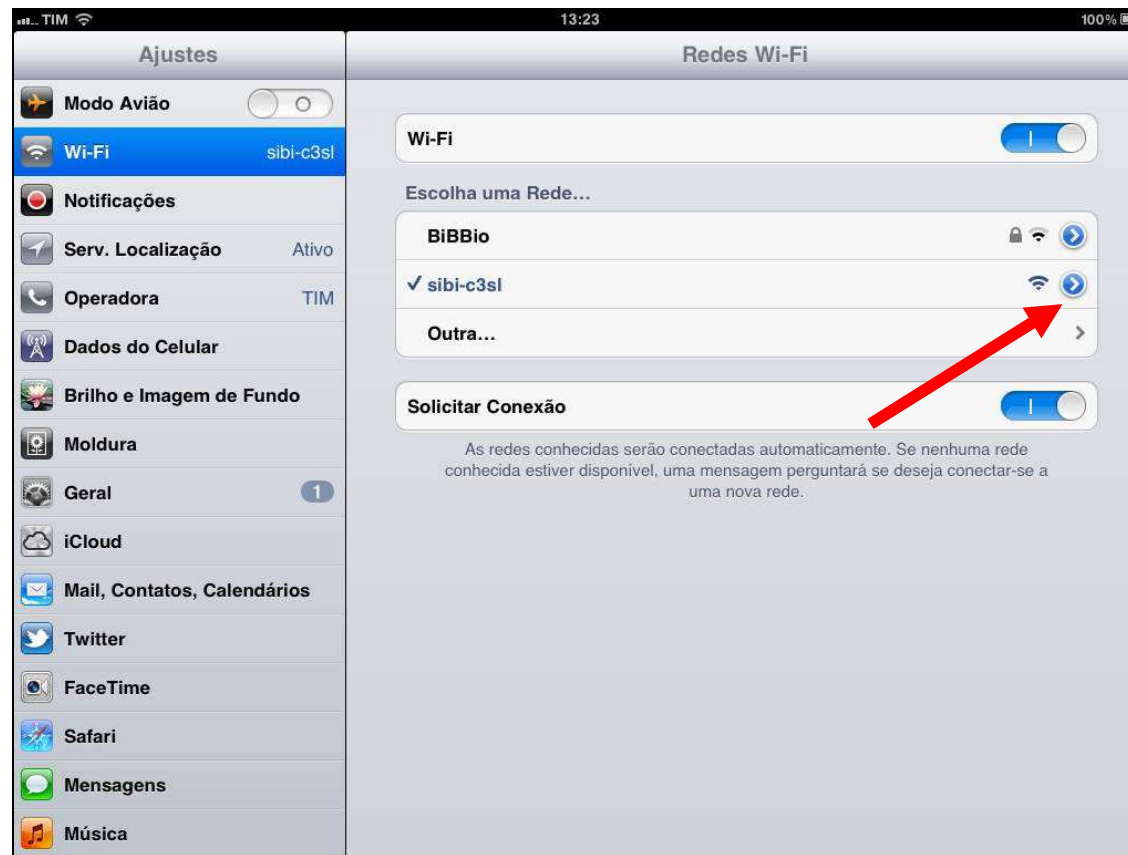 TIM
13:23
100%
Ajustes
Redes Wi-Fi
Modo Avião
Wi-Fi sibi-c3sl
Notificações
Serv. Localização Ativo
Operadora TIM
Dados do Celular
Brilho e Imagem de Fundo
Moldura
Geral 1
iCloud
Mail, Contatos, Calendários
Twitter
FaceTime
Safari
Mensagens
Música
Wi-Fi
Escolha uma Rede...
BiBBio
✓ sibi-c3sl
Outra...
Solicitar Conexão
As redes conhecidas serão conectadas automaticamente. Se nenhuma rede
conhecida estiver disponível, uma mensagem perguntará se deseja conectar-se a
uma nova rede.